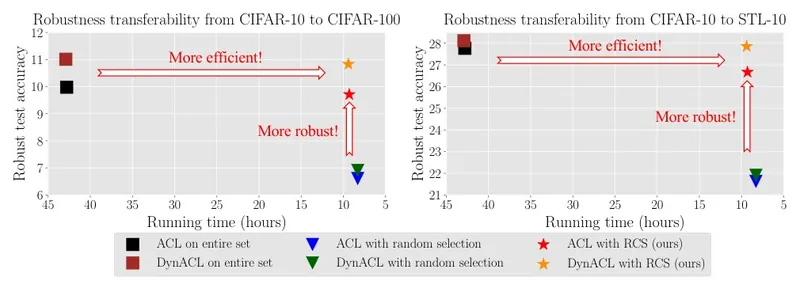 Robustness transferability from CIFAR-10 to CIFAR-100
Robust test accuracy
12
11
10
9
8
7
6
More efficient!
More robust!
45 40 35 30 25 20 15 10 5
Running time (hours)
Robustness transferability from CIFAR-10 to STL-10
Robust test accuracy
28
27
26
25
24
23
22
21
More efficient!
More robust!
45 40 35 30 25 20 15 10 5
Running time (hours)
ACL on entire set
ACL with random selection
ACL with RCS (ours)
DynACL on entire set
DynACL with random selection
DynACL with RCS (ours)